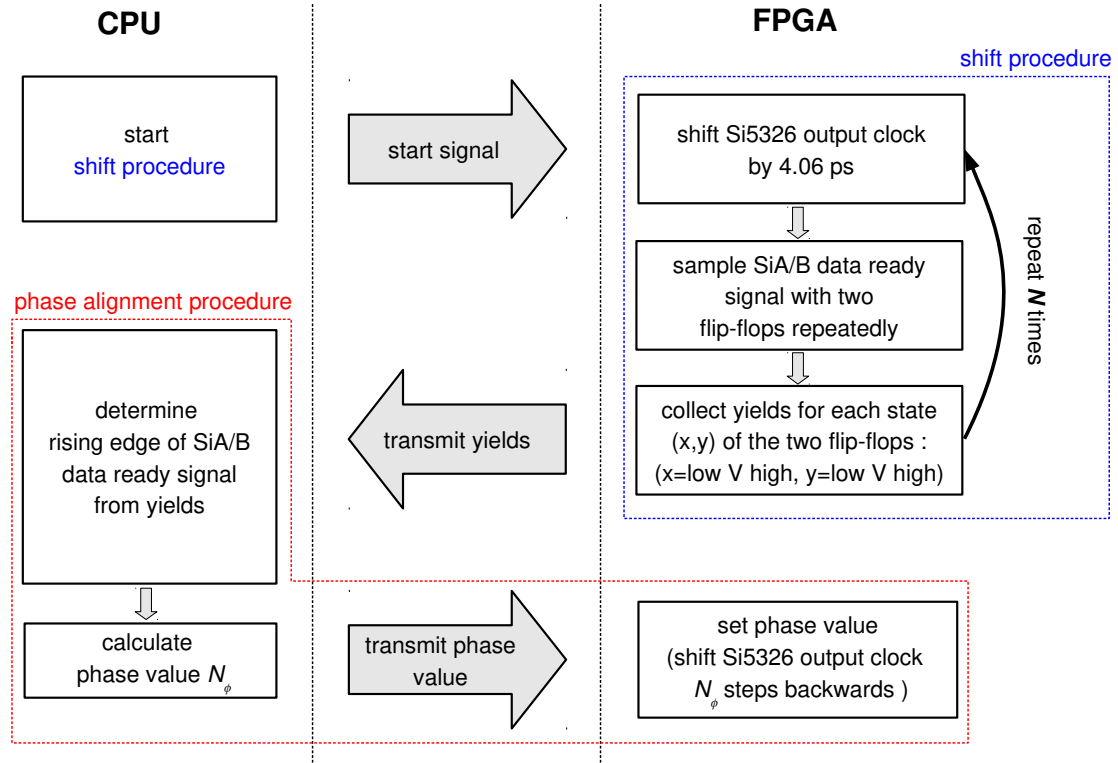 CPU
FPGA
shift procedure
start
shift procedure
start signal
shift Si5326 output clock
by 4.06 ps
sample SiA/B data ready
signal with two
flip-flops repeatedly
repeat N times
collect yields for each state
(x,y) of the two flip-flops :
(x=low V high, y=low V high)
phase alignment procedure
determine
rising edge of SiA/B
data ready signal
from yields
transmit yields
calculate
phase value Nϕ
transmit phase
value
set phase value
(shift Si5326 output clock
Nϕ steps backwards )